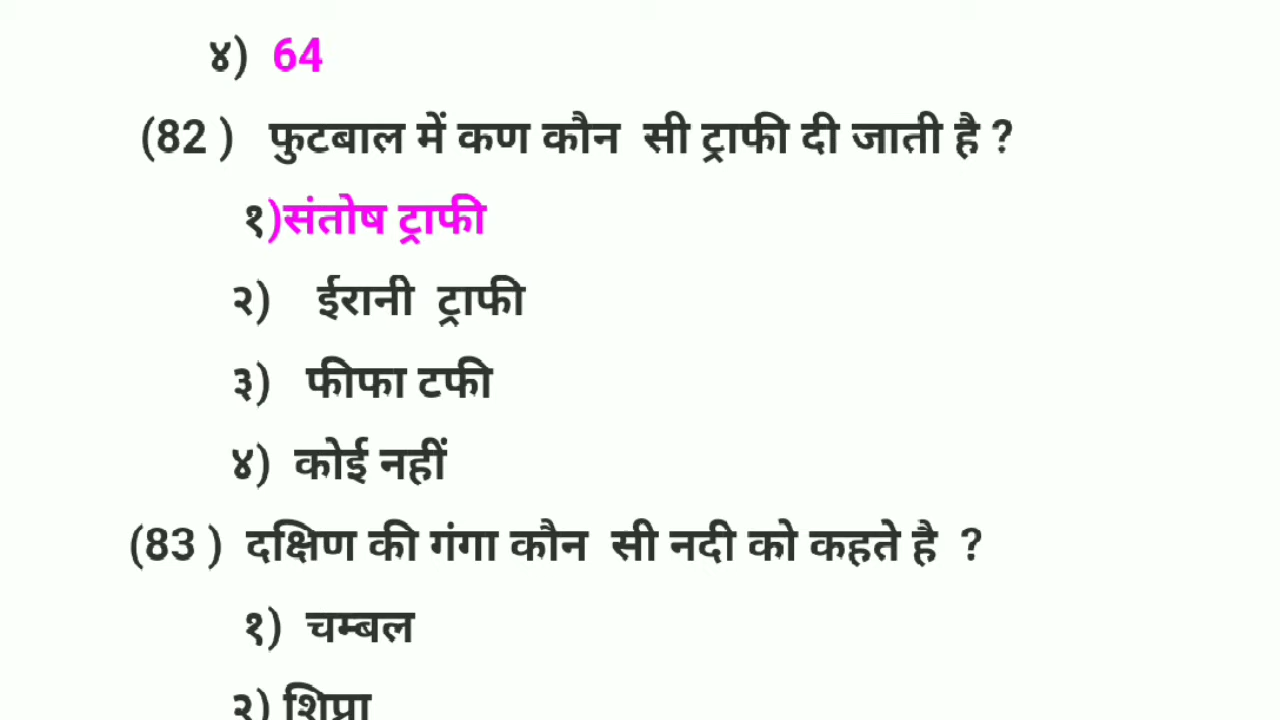 ४) 64
(82 ) फुटबाल में कण कौन सी ट्राफी दी जाती है ?
१)संतोष ट्राफी
२) ईरानी ट्राफी
३) फीफा टफी
४) कोई नहीं
(83 ) दक्षिण की गंगा कौन सी नदी को कहते है ?
१) चम्बल
२) शिप्रा